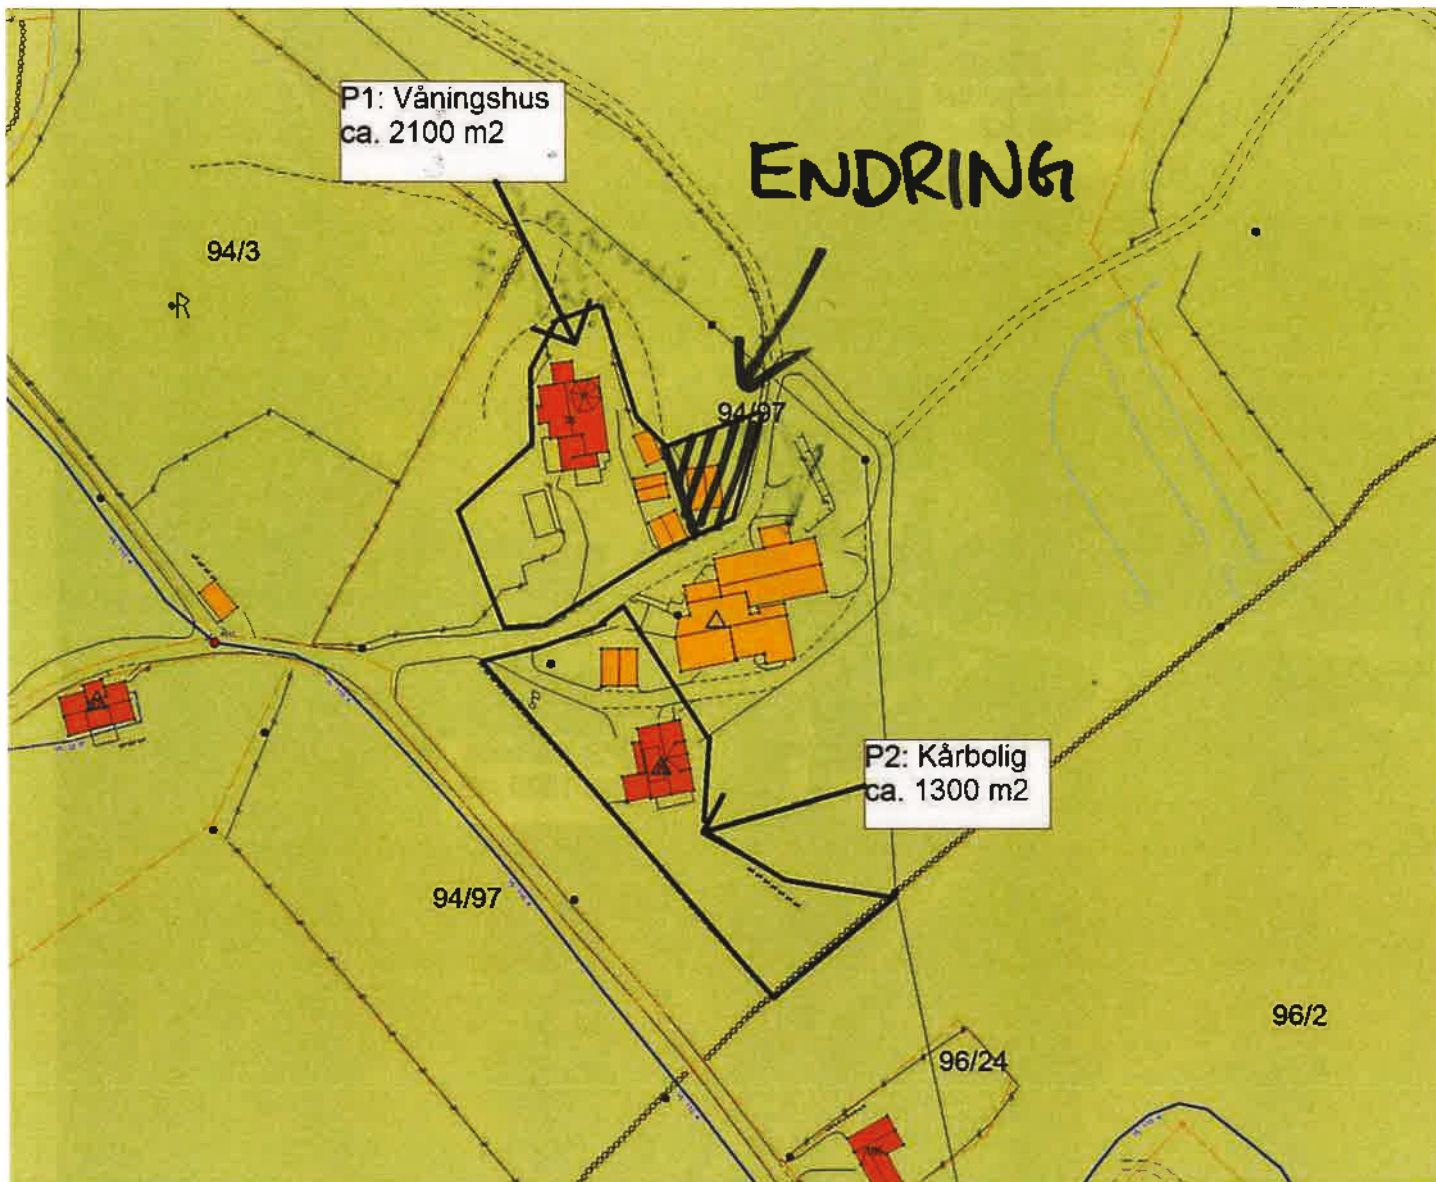 P1: Våningshus
ca. 2100 m2
ENDRING
94/3
R
94/97
P2: Kårbolig
ca. 1300 m2
94/97
96/2
96/24